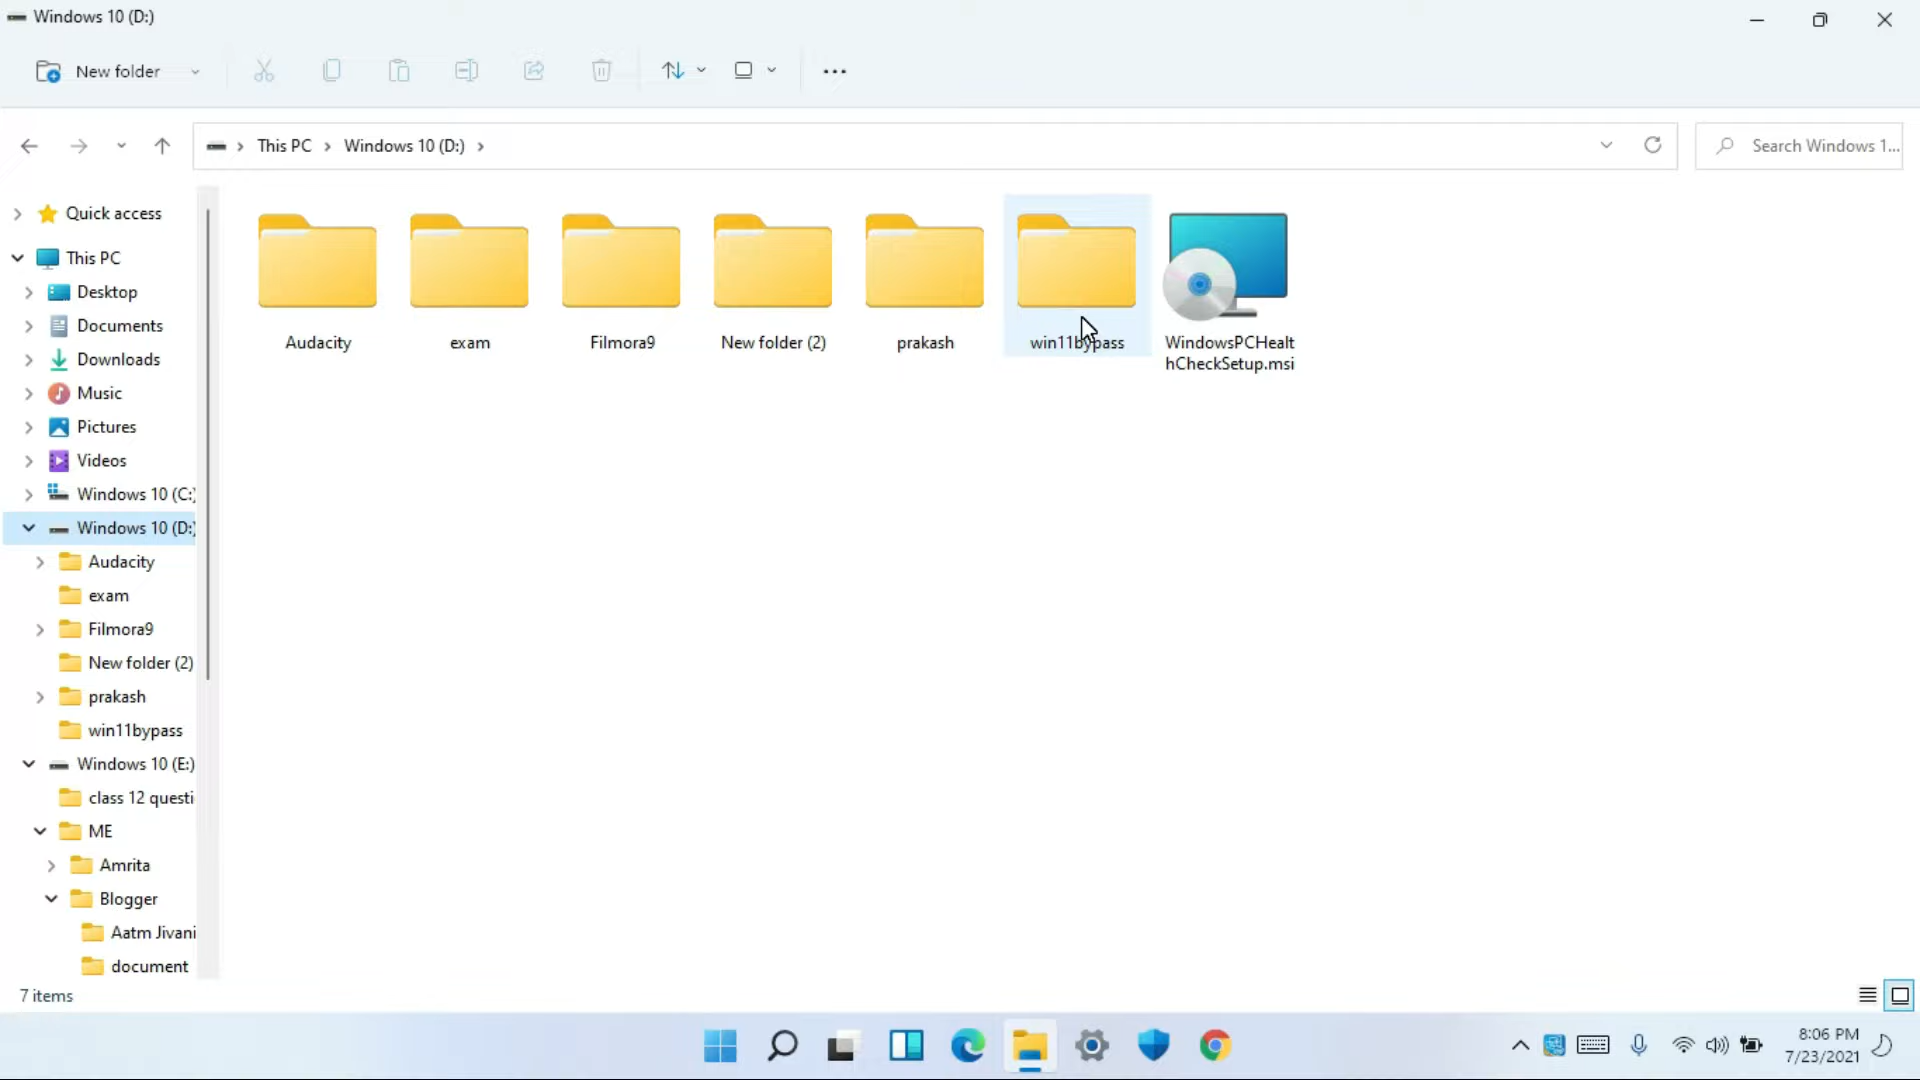 Windows 10 (D:)
New folder
This PC
Windows 10 (D:)
Search Windows 1...
Quick access
This PC
Desktop
Documents
Downloads
Music
Pictures
Videos
Windows 10 (C:)
Windows 10 (D:)
Audacity
exam
Filmora9
New folder (2)
prakash
win11bypass
Windows 10 (E:)
class 12 questi
ME
Amrita
Blogger
Aatm Jivani
document
Audacity
exam
Filmora9
New folder (2)
prakash
win11bypass
WindowsPCHealt
hCheckSetup.msi
7 items
8:06 PM
7/23/2021